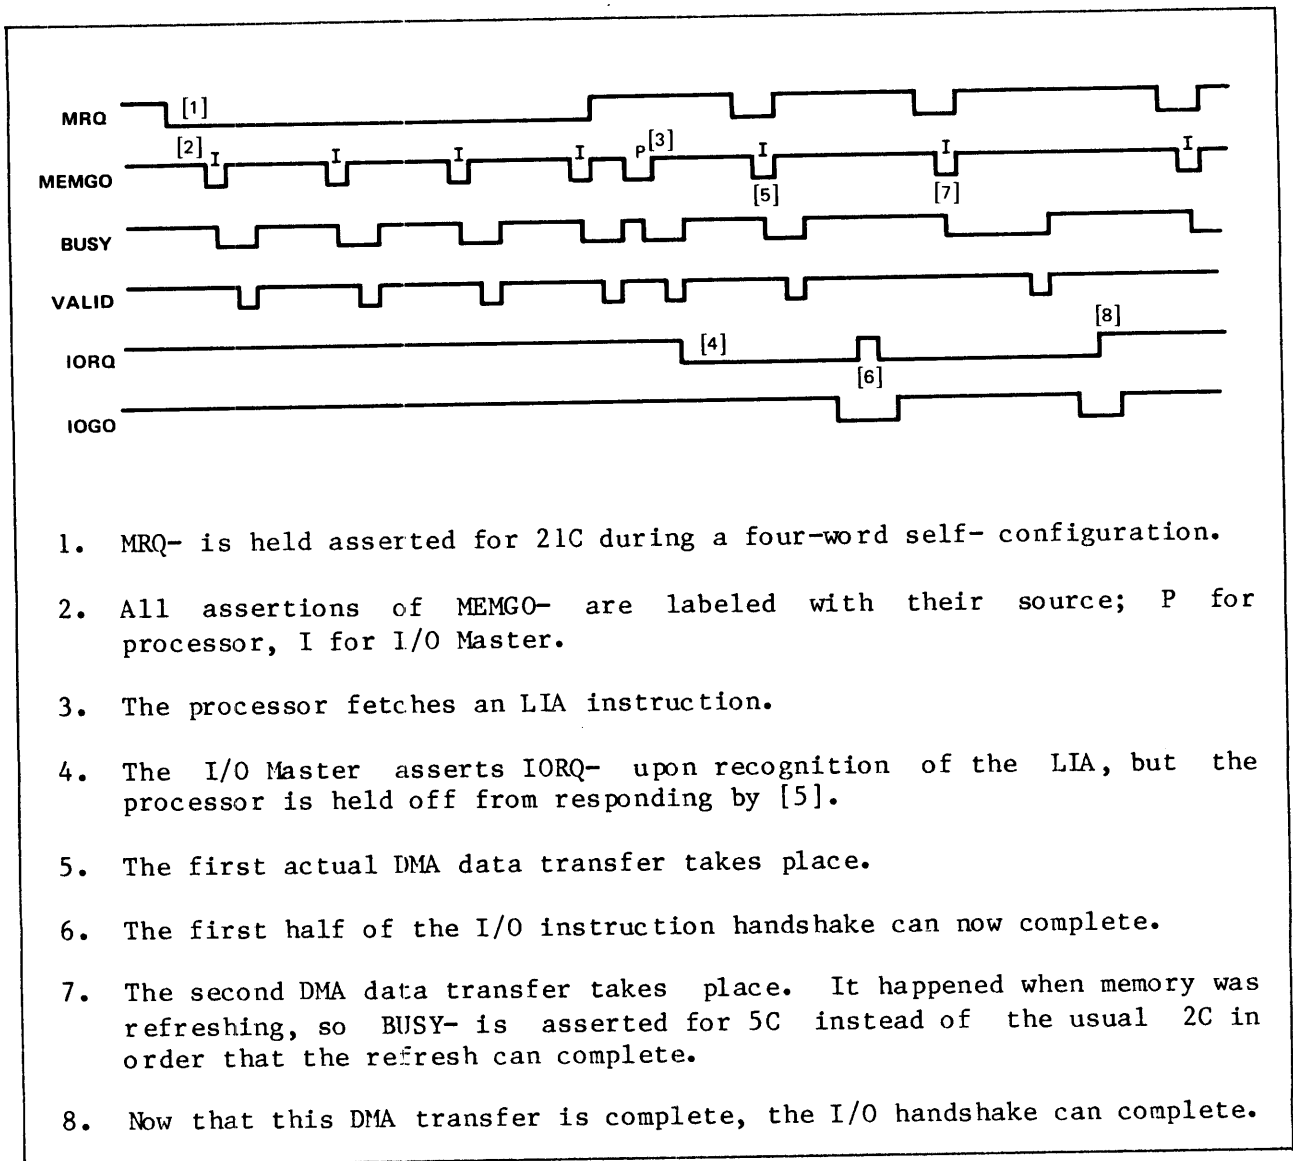 MRQ [1]
[2] I I I I P [3] I I I
MEMGO
[5] [7]
BUSY
VALID
[8]
IORQ [4]
[6]
IOGO
1. MRQ- is held asserted for 21C during a four-word self- configuration.
2. All assertions of MEMGO- are labeled with their source; P for
processor, I for I/O Master.
3. The processor fetches an LIA instruction.
4. The I/O Master asserts IORQ- upon recognition of the LIA, but the
processor is held off from responding by [5].
5. The first actual DMA data transfer takes place.
6. The first half of the I/O instruction handshake can now complete.
7. The second DMA data transfer takes place. It happened when memory was
refreshing, so BUSY- is asserted for 5C instead of the usual 2C in
order that the refresh can complete.
8. Now that this DMA transfer is complete, the I/O handshake can complete.